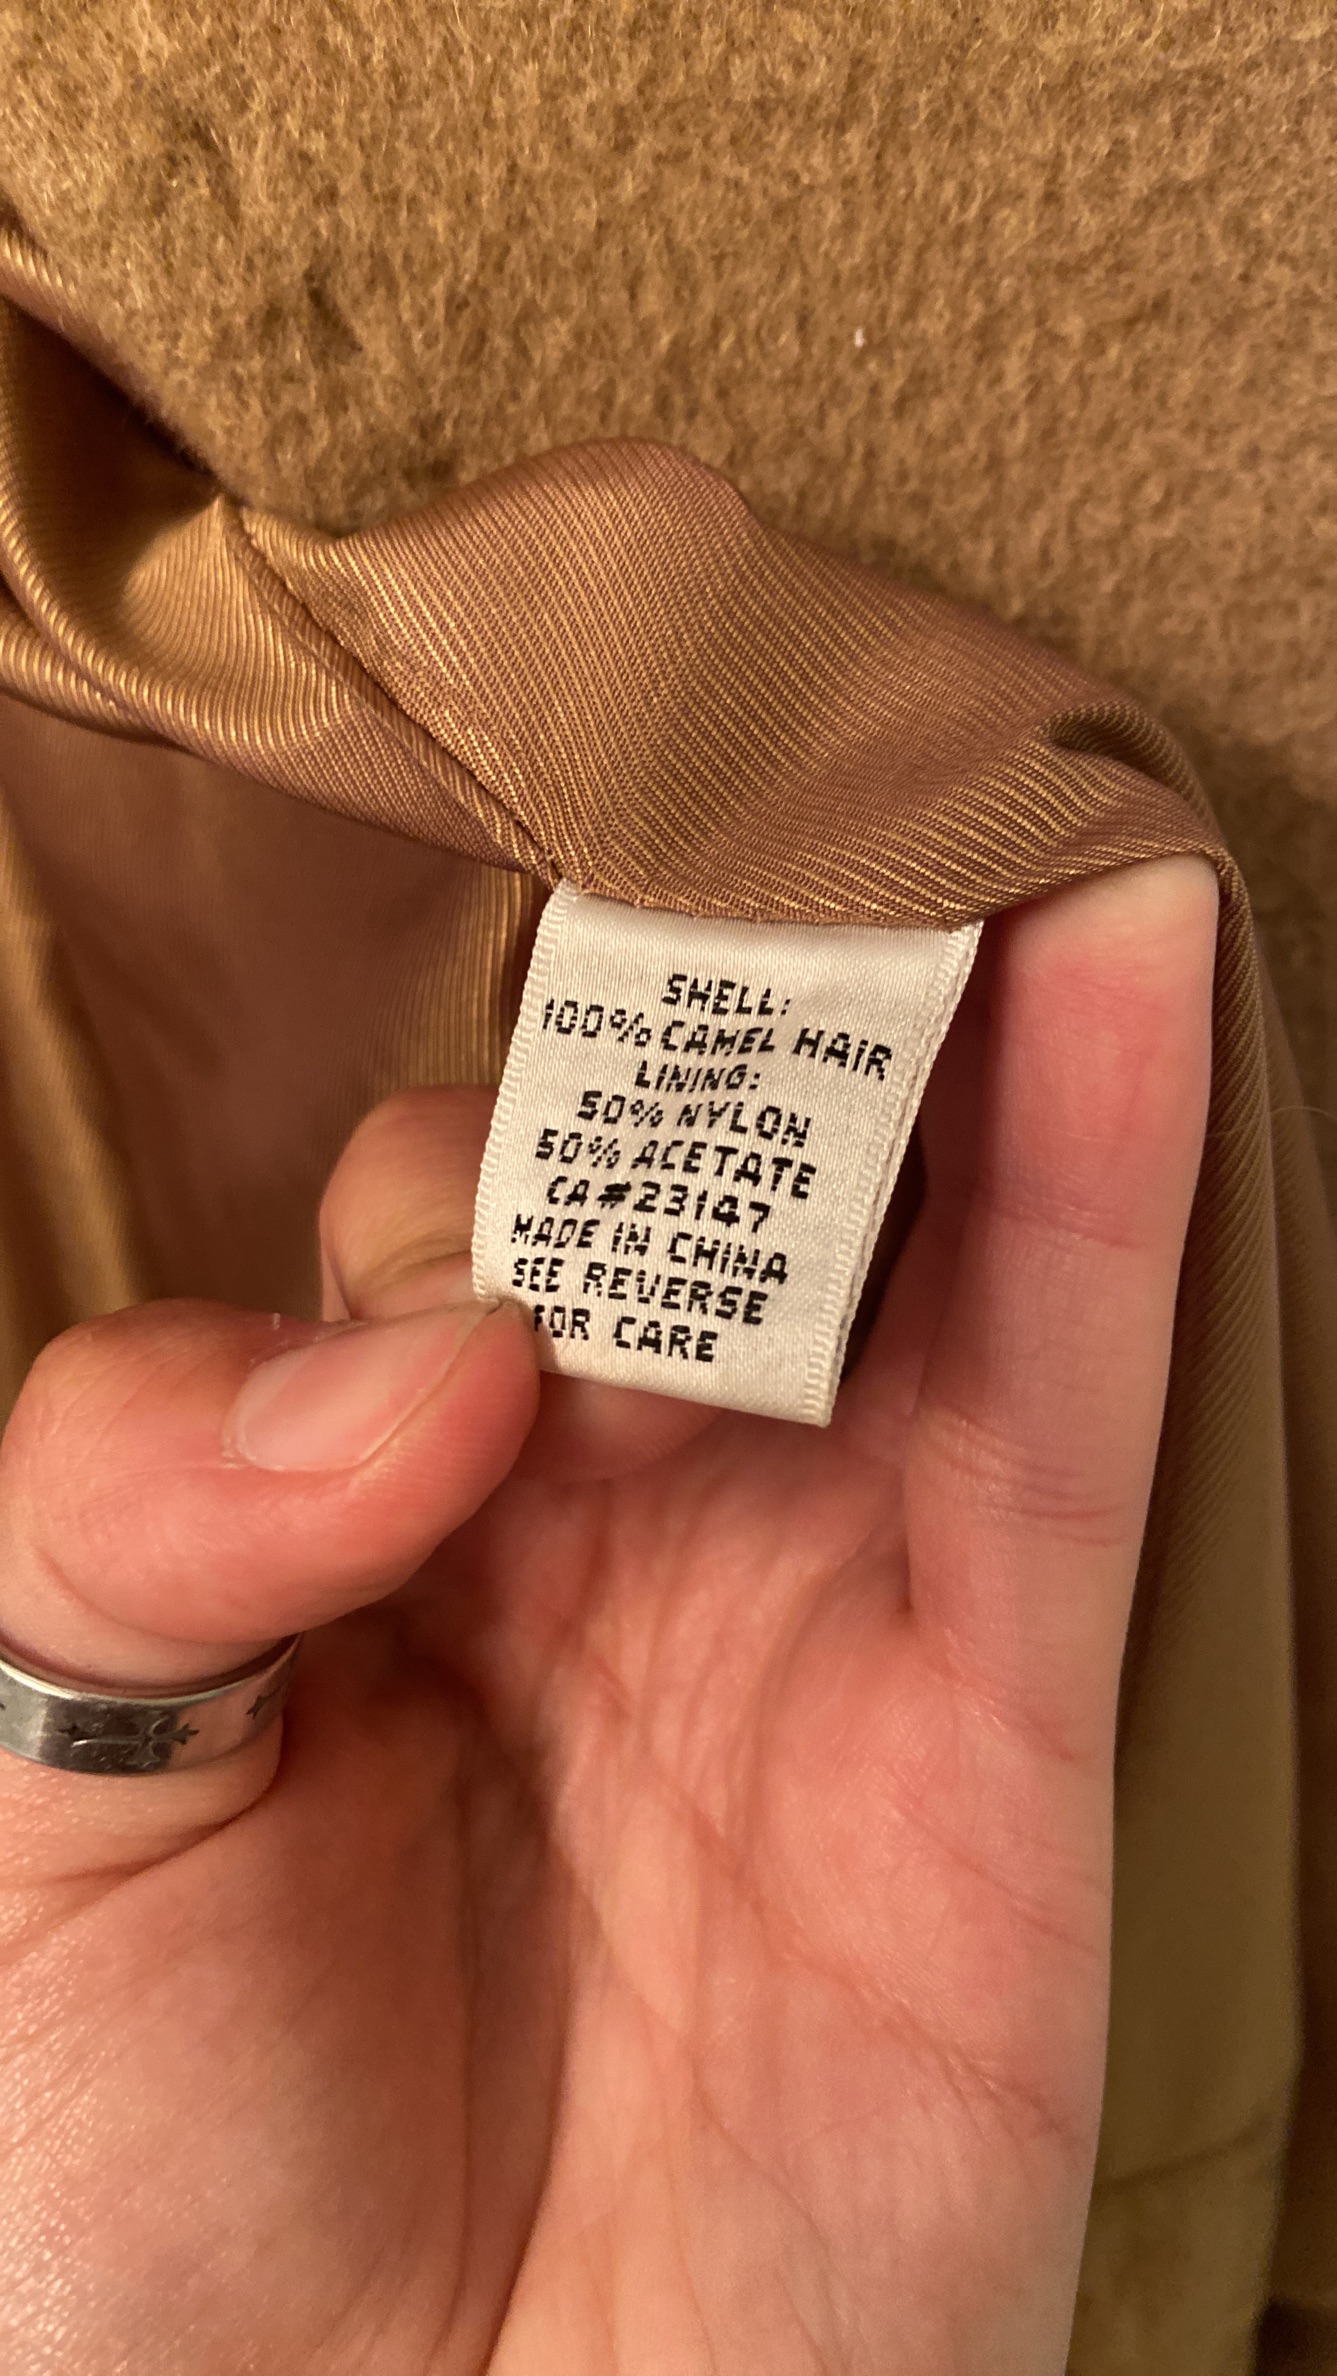 SHELL:
100% CAMEL HAIR
LINING:
50% NYLON
50% ACETATE
CA#23147
MADE IN CHINA
SEE REVERSE
FOR CARE